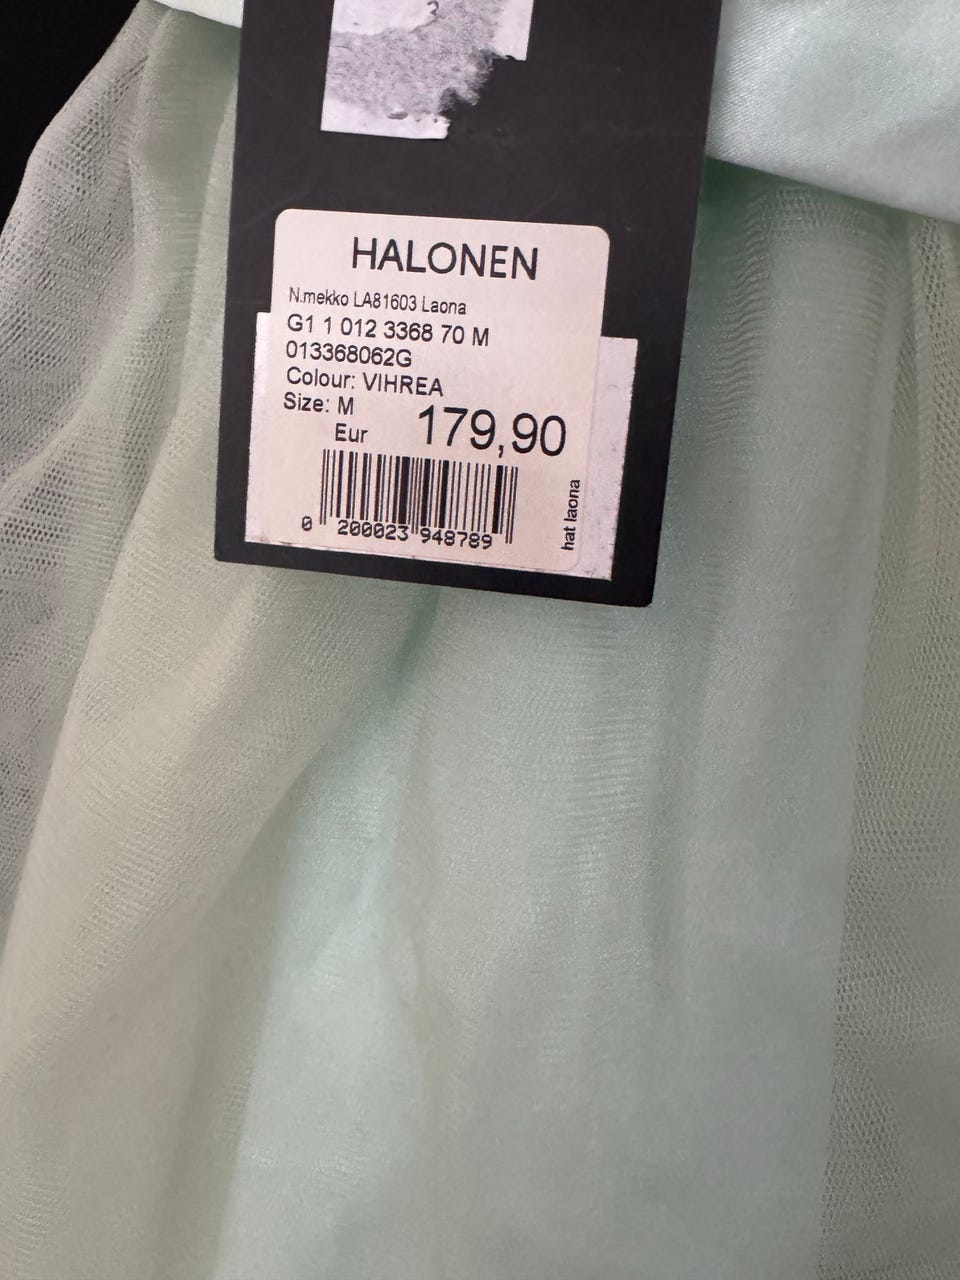 HALONEN
N.mekko LA81603 Laona
G1 1 012 3368 70 M
013368062G
Colour: VIHREA
Size: M
Eur 179,90
0 200023 948789
hat laona